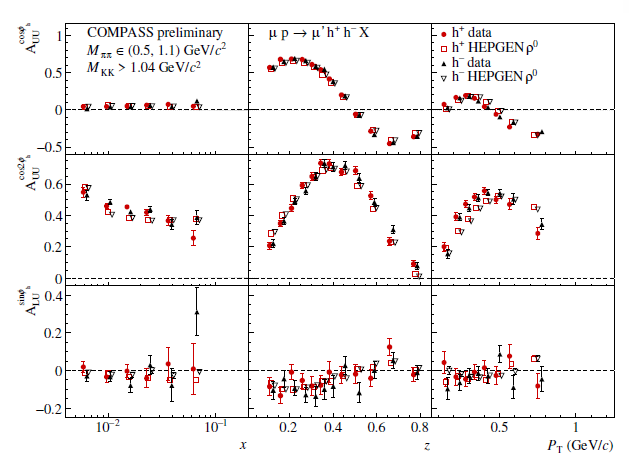 COMPASS preliminary
M_ππ ∈ (0.5, 1.1) GeV/c²
M_KK > 1.04 GeV/c²
μ p → μ' h⁺ h⁻ X
h⁺ data
h⁺ HEPGEN ρ⁰
h⁻ data
h⁻ HEPGEN ρ⁰
A_UU^cosϕ_h
1
0.5
0
−0.5
A_UU^cos2ϕ_h
0.6
0.4
0.2
0
A_LU^sinϕ_h
0.4
0.2
0
−0.2
10⁻² 10⁻¹ 0.2 0.4 0.6 0.8 0.5 1
x z P_T (GeV/c)